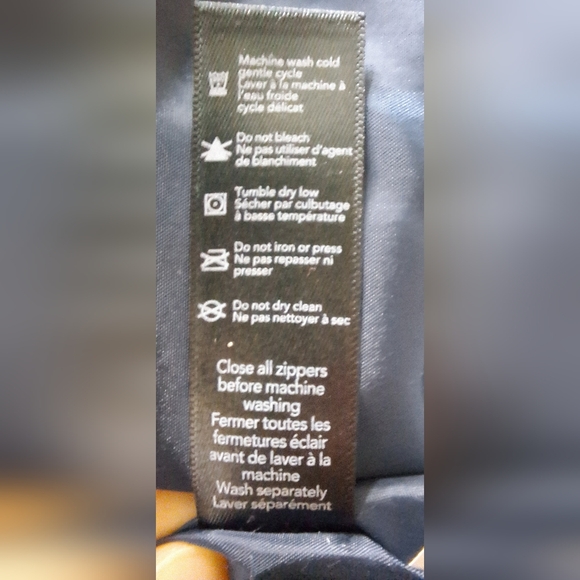 Machine wash cold
gentle cycle
Laver à la machine à
l'eau froide
cycle délicat
Do not bleach
Ne pas utiliser d'agent
de blanchiment
Tumble dry low
Sécher par culbutage
à basse température
Do not iron or press
Ne pas repasser ni
presser
Do not dry clean
Ne pas nettoyer à sec
Close all zippers
before machine
washing
Fermer toutes les
fermetures éclair
avant de laver à la
machine
Wash separately
Laver séparément